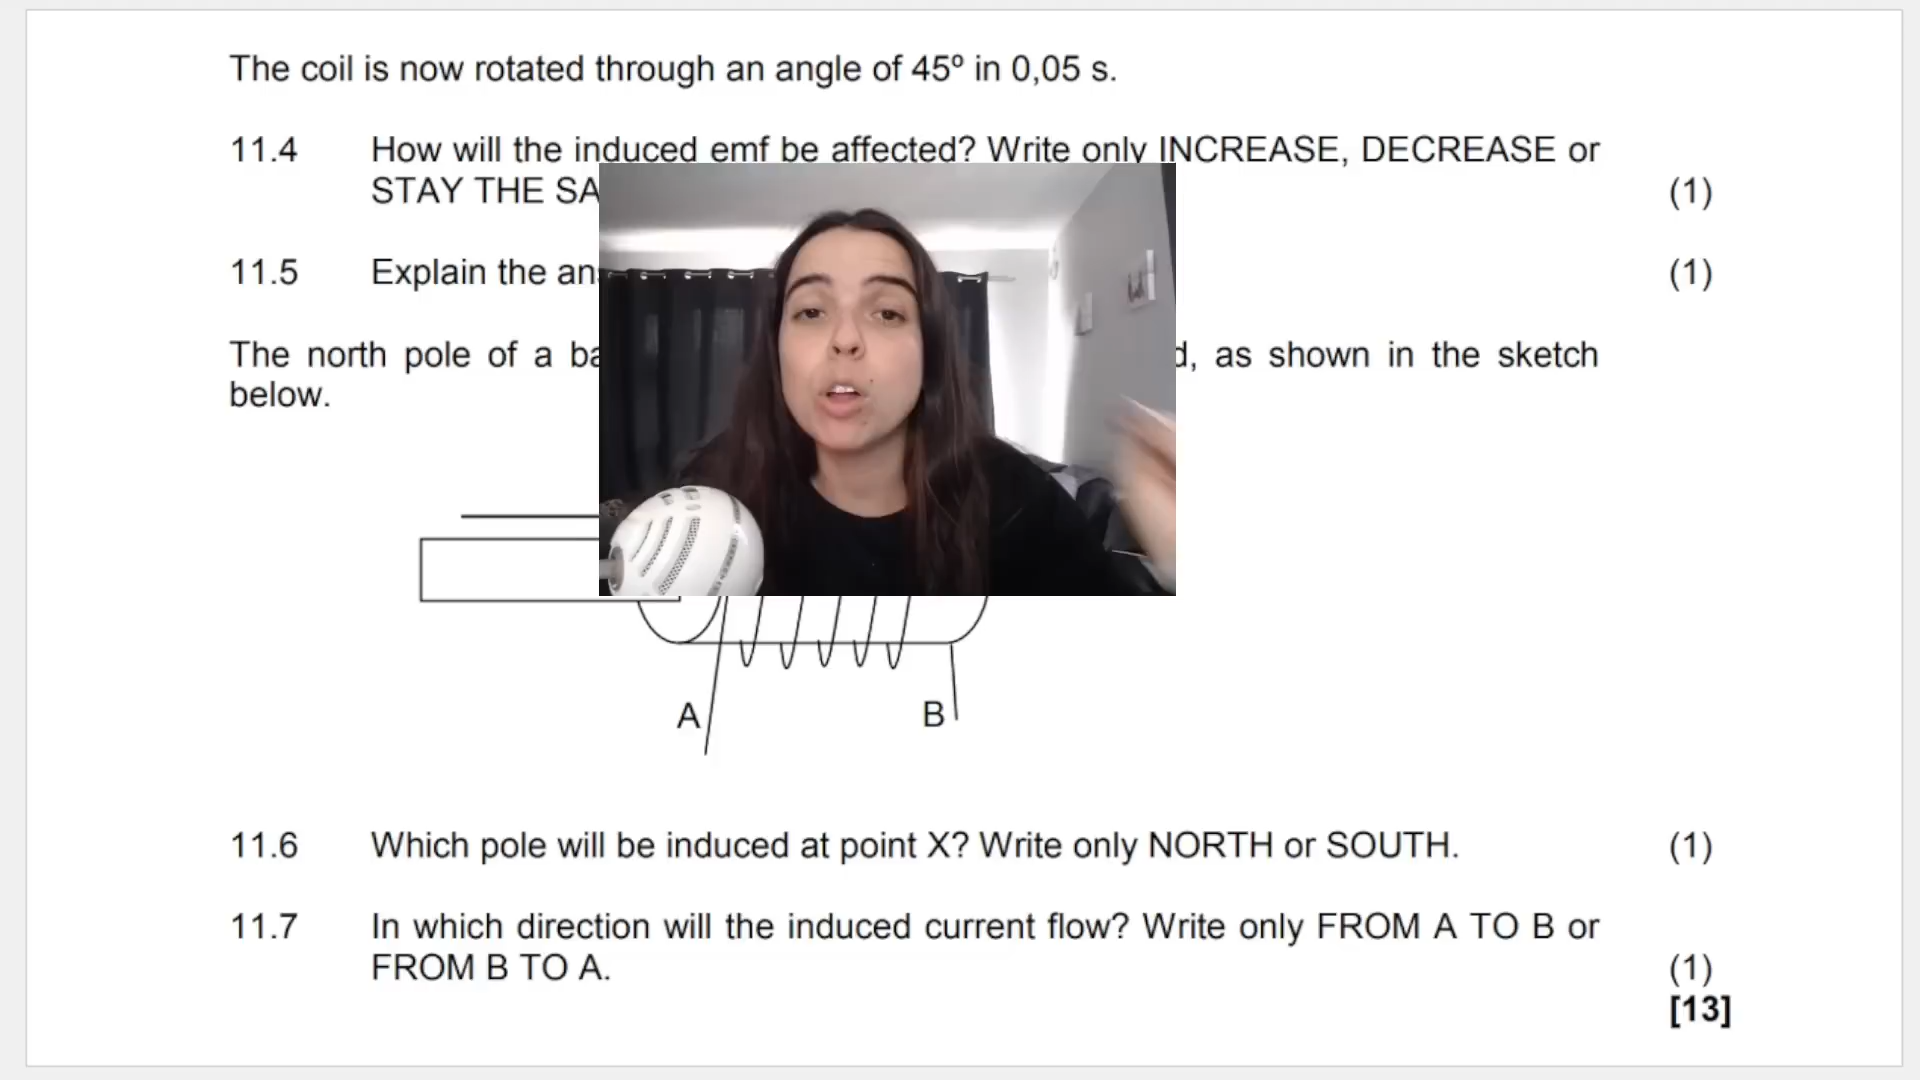 The coil is now rotated through an angle of 45º in 0,05 s.
11.4 How will the induced emf be affected? Write only INCREASE, DECREASE or
STAY THE SA (1)
11.5 Explain the (1)
The north pole of a as shown in the sketch
below.
A B
11.6 Which pole will be induced at point X? Write only NORTH or SOUTH. (1)
11.7 In which direction will the induced current flow? Write only FROM A TO B or
FROM B TO A. (1)
[13]